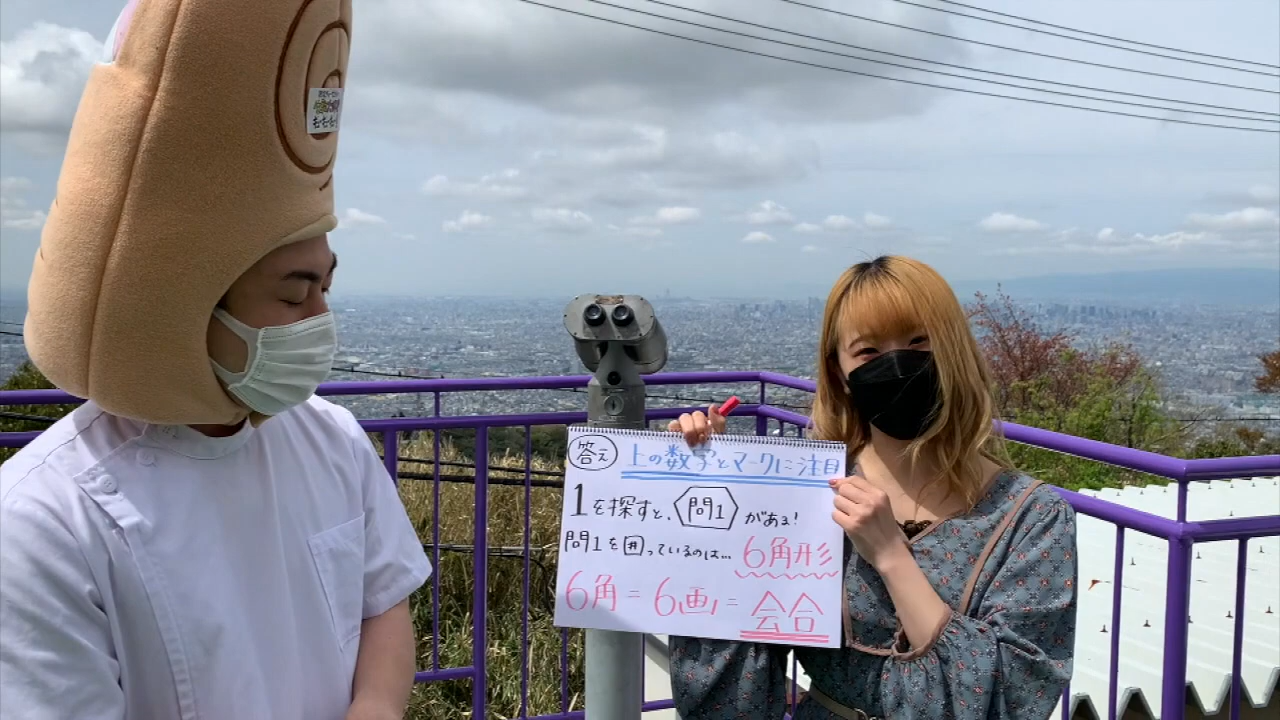 答え 上の数字とマークに注目
1を探すと、問1がある!
問1を囲っているのは… 6角形
6角=6画=会合